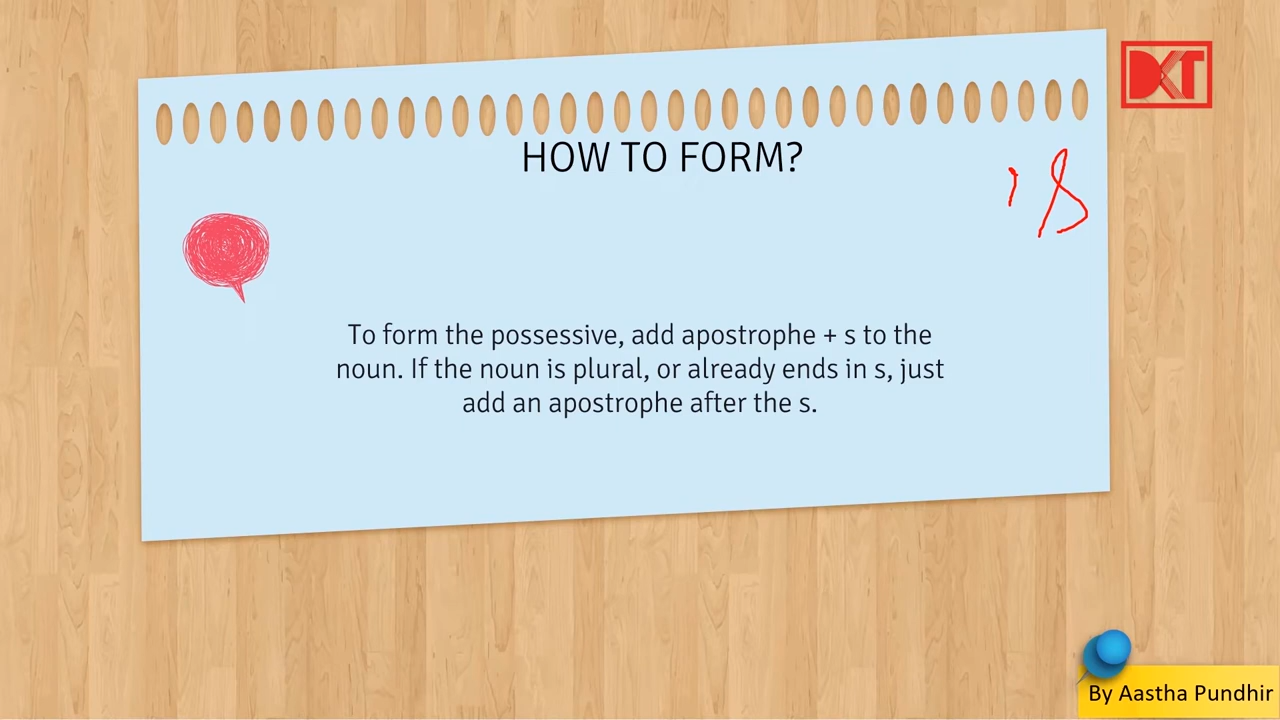 DKT
HOW TO FORM?
's
To form the possessive, add apostrophe + s to the
noun. If the noun is plural, or already ends in s, just
add an apostrophe after the s.
By Aastha Pundhir